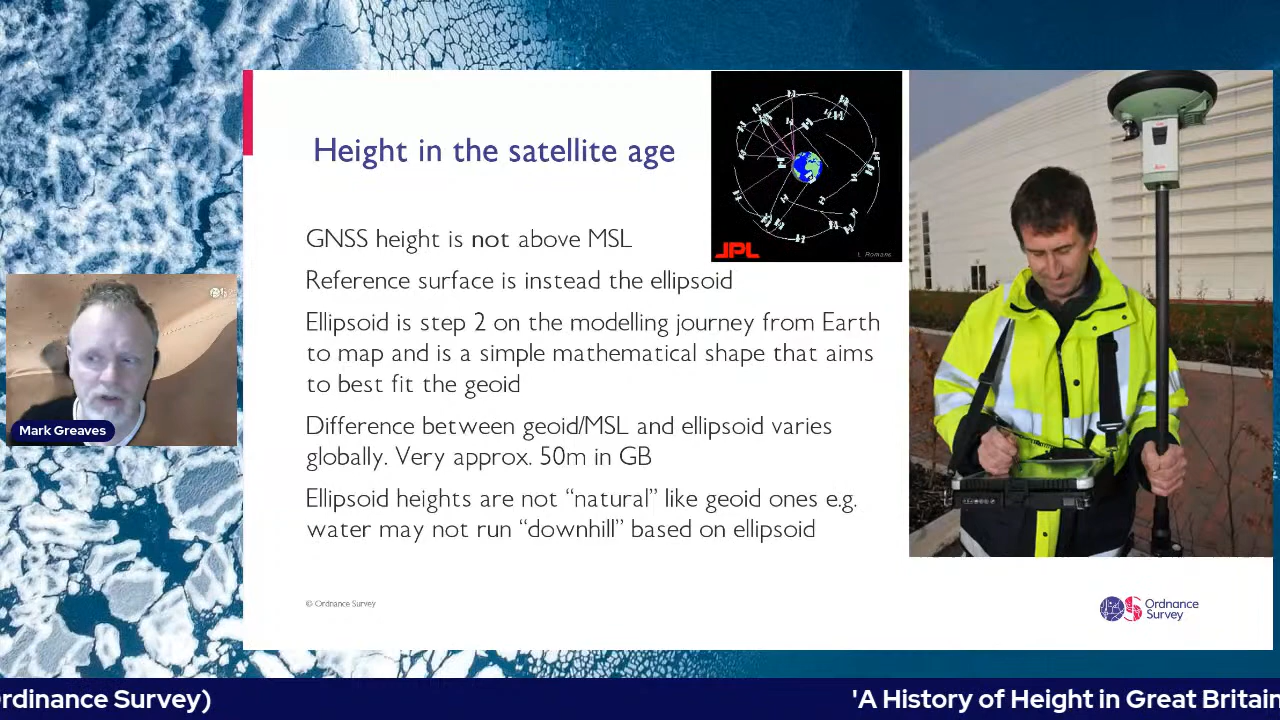 Height in the satellite age
JPL
L. Romans
GNSS height is not above MSL
Reference surface is instead the ellipsoid
Ellipsoid is step 2 on the modelling journey from Earth
to map and is a simple mathematical shape that aims
to best fit the geoid
Difference between geoid/MSL and ellipsoid varies
globally. Very approx. 50m in GB
Ellipsoid heights are not “natural” like geoid ones e.g.
water may not run “downhill” based on ellipsoid
Mark Greaves
© Ordnance Survey
Ordnance
Survey
rdinance Survey) 'A History of Height in Great Britain